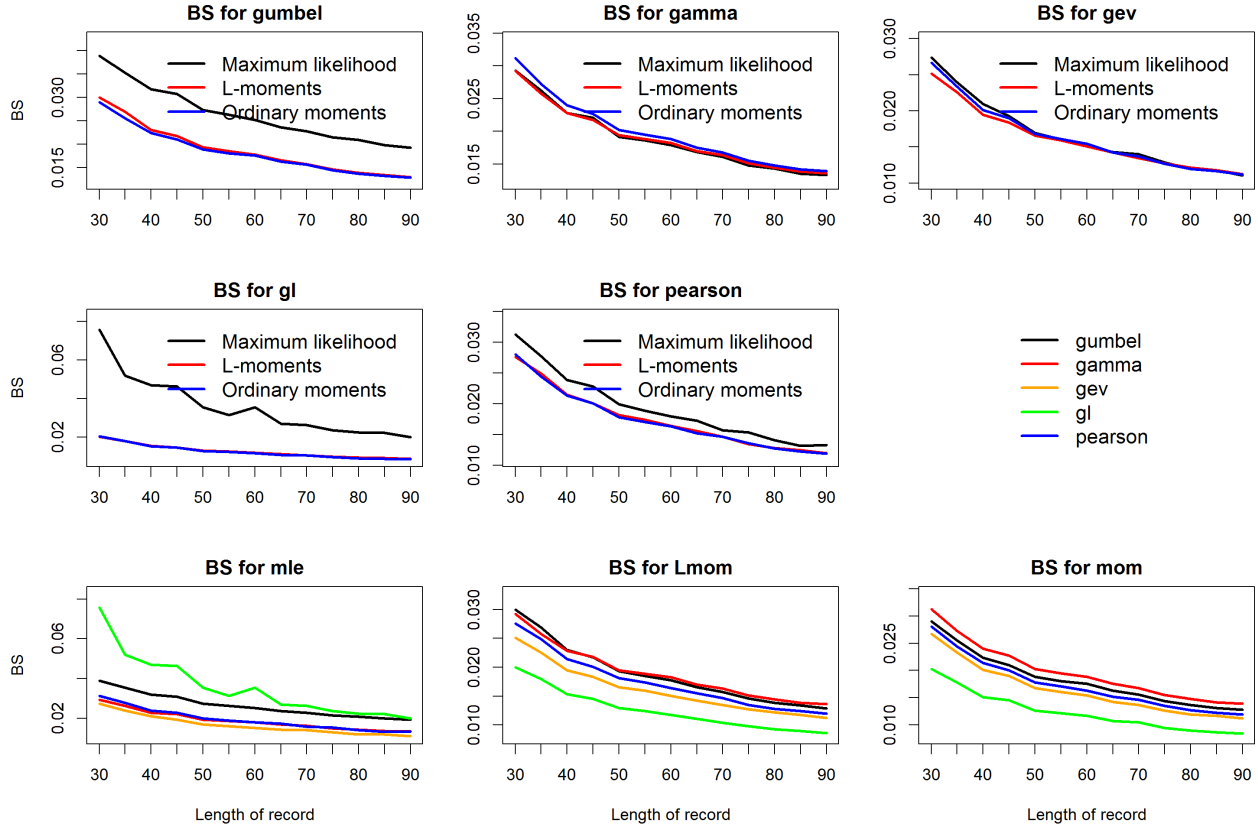 BS for gumbel
BS
0.015
0.030
Maximum likelihood
L-moments
Ordinary moments
30 40 50 60 70 80 90
BS for gamma
0.015
0.025
0.035
Maximum likelihood
L-moments
Ordinary moments
30 40 50 60 70 80 90
BS for gev
0.010
0.020
0.030
Maximum likelihood
L-moments
Ordinary moments
30 40 50 60 70 80 90
BS for gl
BS
0.02
0.06
Maximum likelihood
L-moments
Ordinary moments
30 40 50 60 70 80 90
BS for pearson
0.010
0.020
0.030
Maximum likelihood
L-moments
Ordinary moments
30 40 50 60 70 80 90
gumbel
gamma
gev
gl
pearson
BS for mle
BS
0.02
0.06
30 40 50 60 70 80 90
Length of record
BS for Lmom
0.010
0.020
0.030
30 40 50 60 70 80 90
Length of record
BS for mom
0.010
0.025
30 40 50 60 70 80 90
Length of record